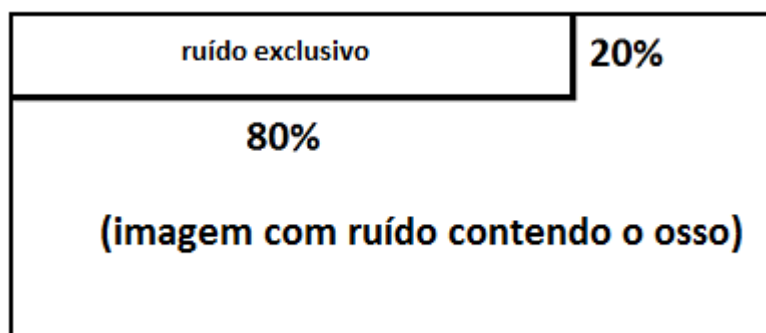 ruído exclusivo
20%
80%
(imagem com ruído contendo o osso)